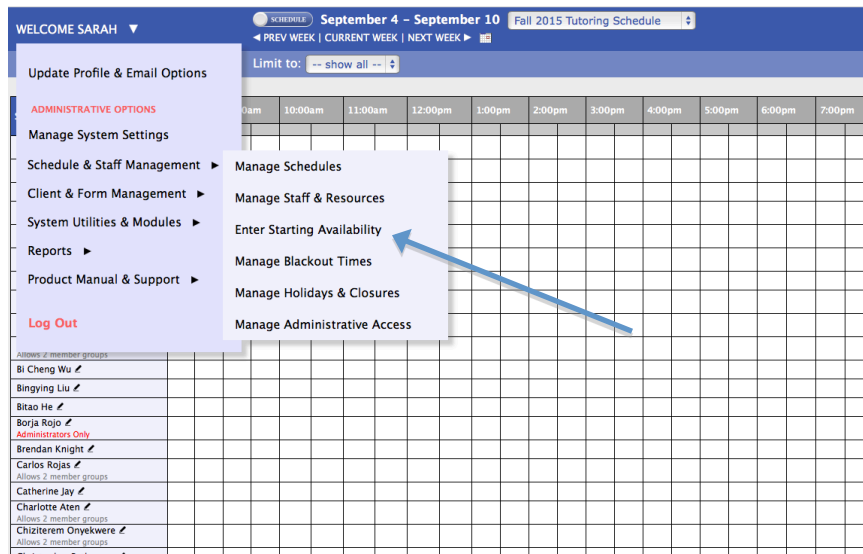 WELCOME SARAH ▼
SCHEDULE September 4 – September 10 Fall 2015 Tutoring Schedule
◄ PREV WEEK | CURRENT WEEK | NEXT WEEK ►
Limit to: -- show all --
Update Profile & Email Options
ADMINISTRATIVE OPTIONS
Manage System Settings
Schedule & Staff Management ►
Client & Form Management ►
System Utilities & Modules ►
Reports ►
Product Manual & Support ►
Log Out
Manage Schedules
Manage Staff & Resources
Enter Starting Availability
Manage Blackout Times
Manage Holidays & Closures
Manage Administrative Access
10:00am 11:00am 12:00pm 1:00pm 2:00pm 3:00pm 4:00pm 5:00pm 6:00pm 7:00pm
Allows 2 member groups
Bi Cheng Wu
Bingying Liu
Bitao He
Borja Rojo
Administrators Only
Brendan Knight
Carlos Rojas
Allows 2 member groups
Catherine Jay
Charlotte Aten
Allows 2 member groups
Chiziterem Onyekwere
Allows 2 member groups